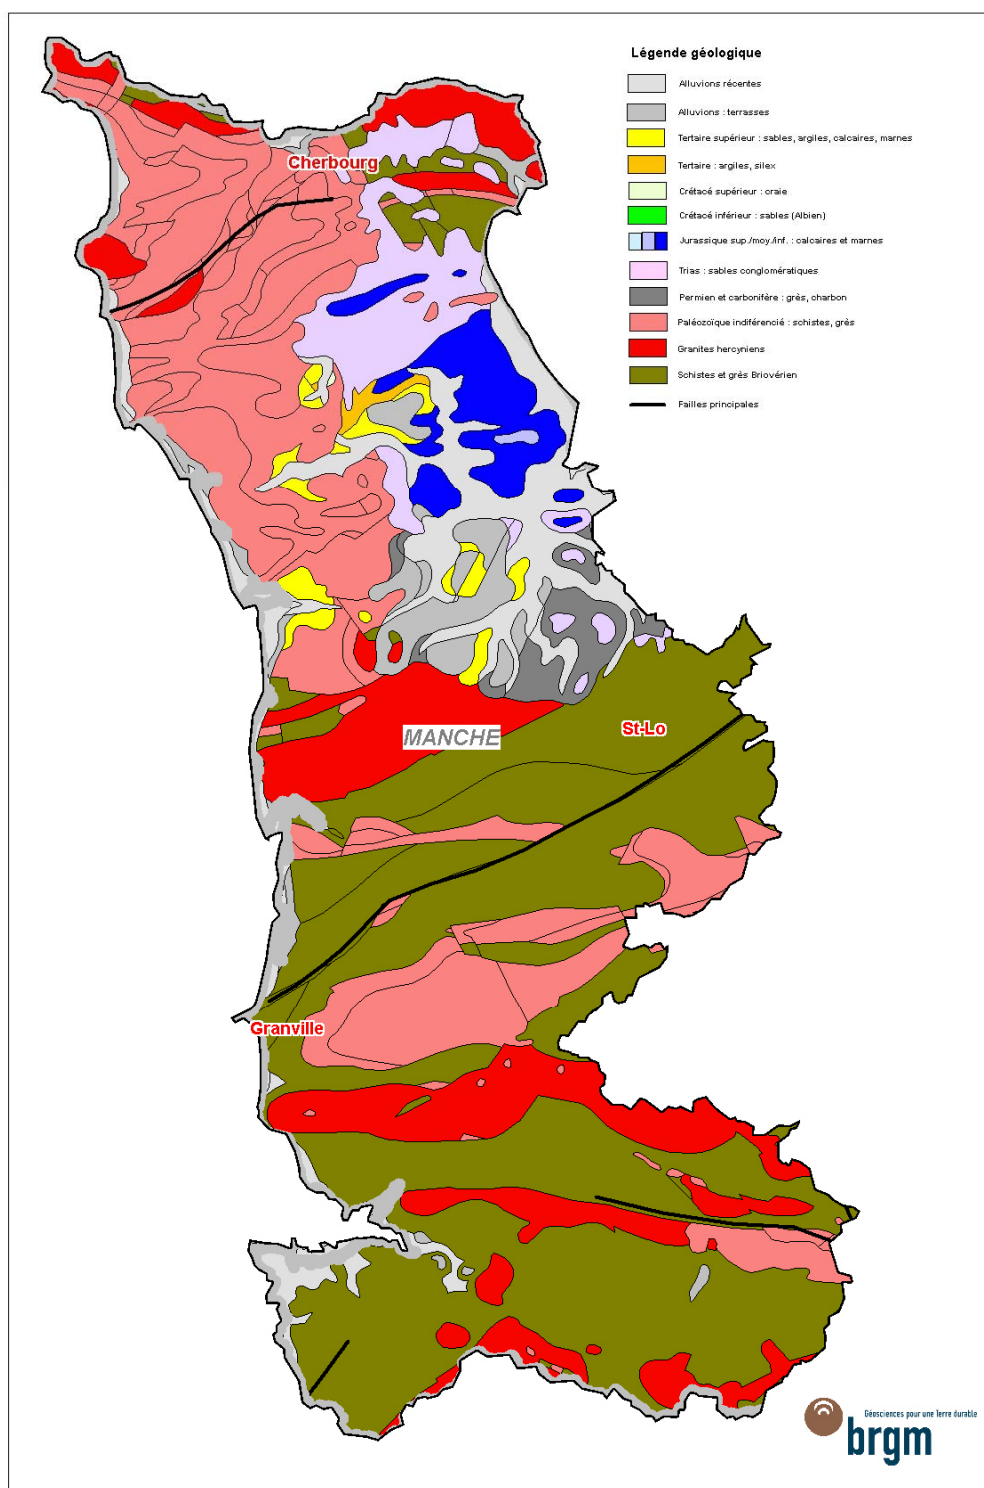 Légende géologique
Alluvions récentes
Alluvions : terrasses
Tertaire supérieur : sables, argiles, calcaires, marnes
Tertaire : argiles, silex
Crétacé supérieur : craie
Crétacé inférieur : sables (Albien)
Jurassique sup./moy./inf. : calcaires et marnes
Trias : sables conglomératiques
Permien et carbonifère : grès, charbon
Paléozoïque indiférencié : schistes, grès
Granites hercyniens
Schistes et grès Briovérien
Failles principales
Cherbourg
MANCHE
St-Lo
Granville
Géosciences pour une Terre durable
brgm